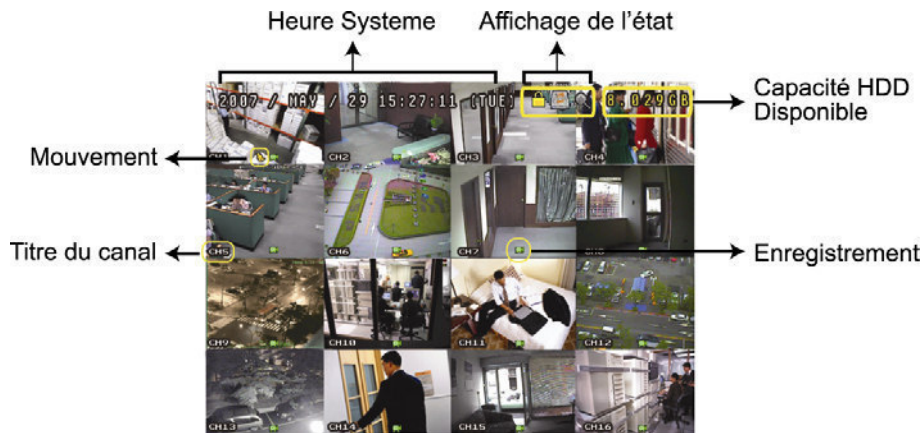 Heure Systeme
Affichage de l'état
2007 / MAY / 29 15:27:11 [TUE]
8.029GB
Capacité HDD
Disponible
Mouvement
CH1
CH2
CH3
CH4
Titre du canal
CH5
CH6
CH7
CH8
Enregistrement
CH9
CH10
CH11
CH12
CH13
CH14
CH15
CH16